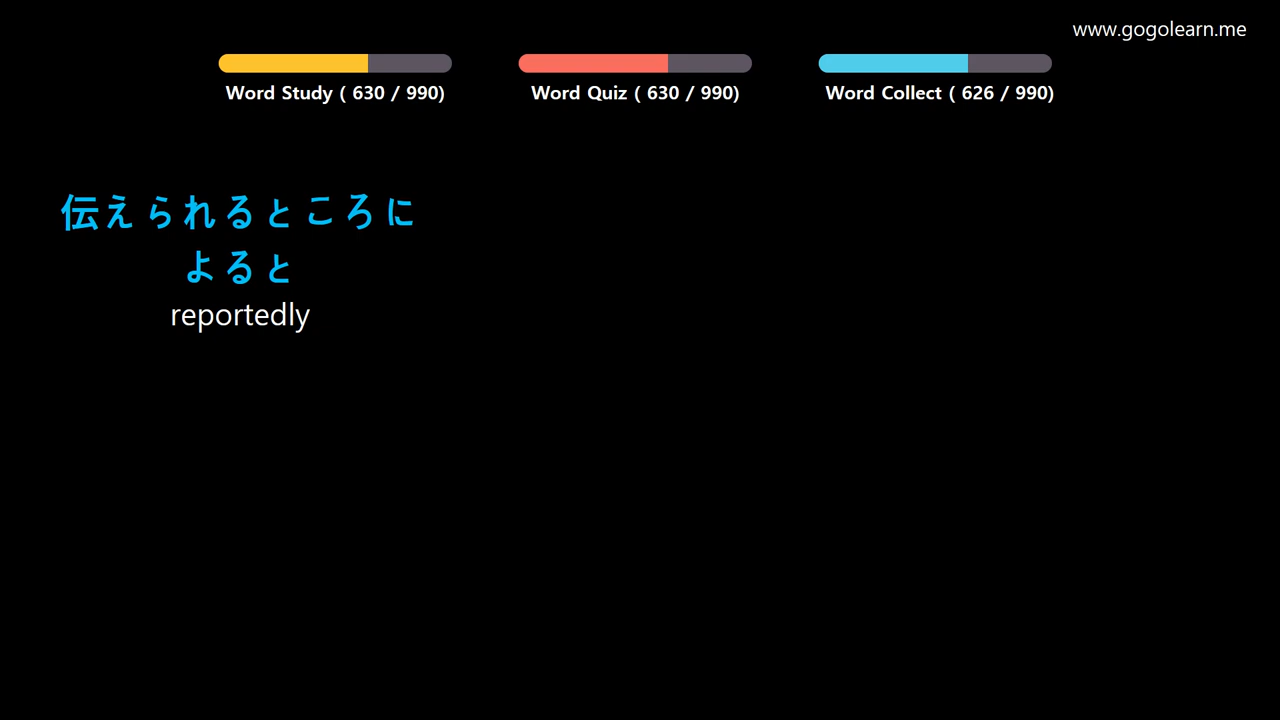 www.gogolearn.me
Word Study ( 630 / 990)
Word Quiz ( 630 / 990)
Word Collect ( 626 / 990)
伝えられるところに
よると
reportedly